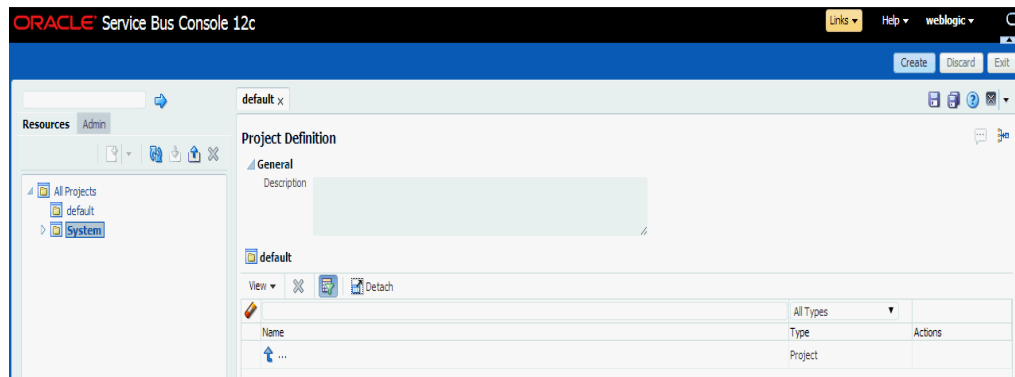 ORACLE' Service Bus Console 12c
Links
Help
weblogic
Create
Discard
Exit
default x
Resources
Admin
Project Definition
General
Description
All Projects
default
System
default
View
Detach
All Types
Name
Type
Actions
...
Project